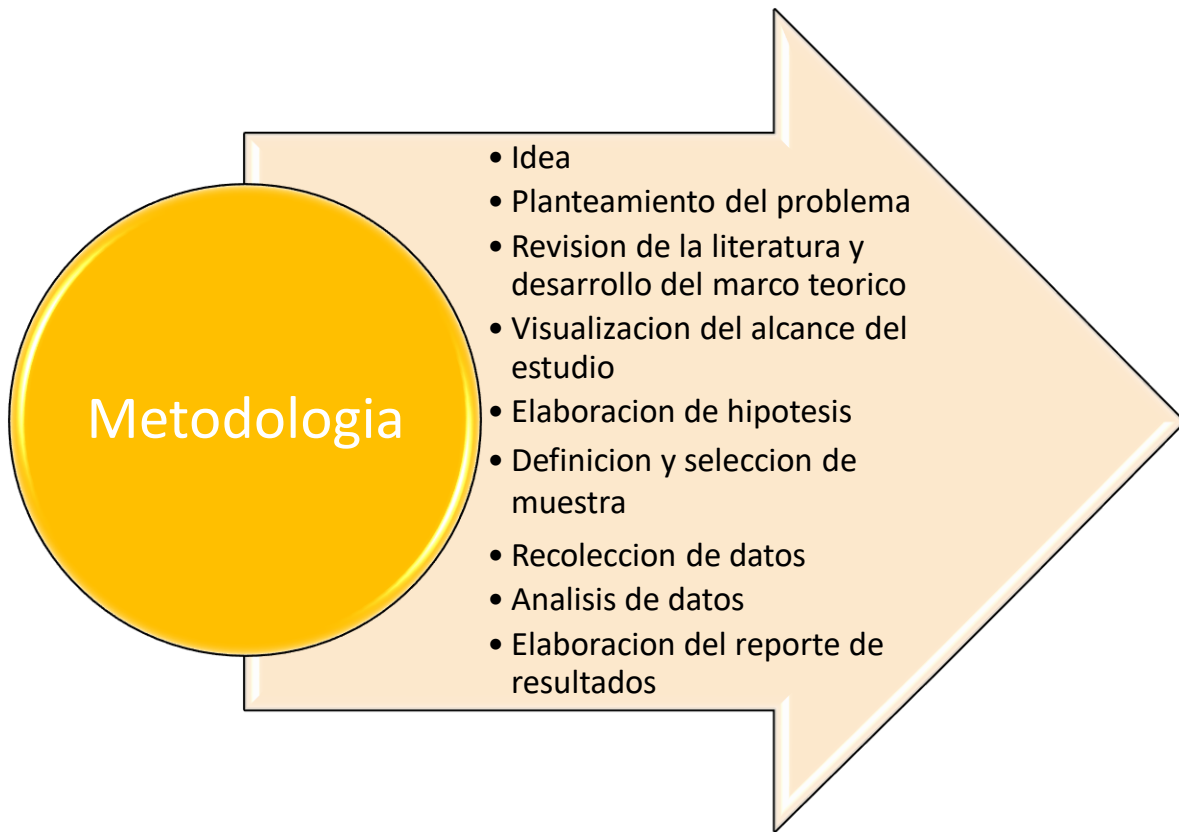 Metodologia
• Idea
• Planteamiento del problema
• Revision de la literatura y
desarrollo del marco teorico
• Visualizacion del alcance del
estudio
• Elaboracion de hipotesis
• Definicion y seleccion de
muestra
• Recoleccion de datos
• Analisis de datos
• Elaboracion del reporte de
resultados